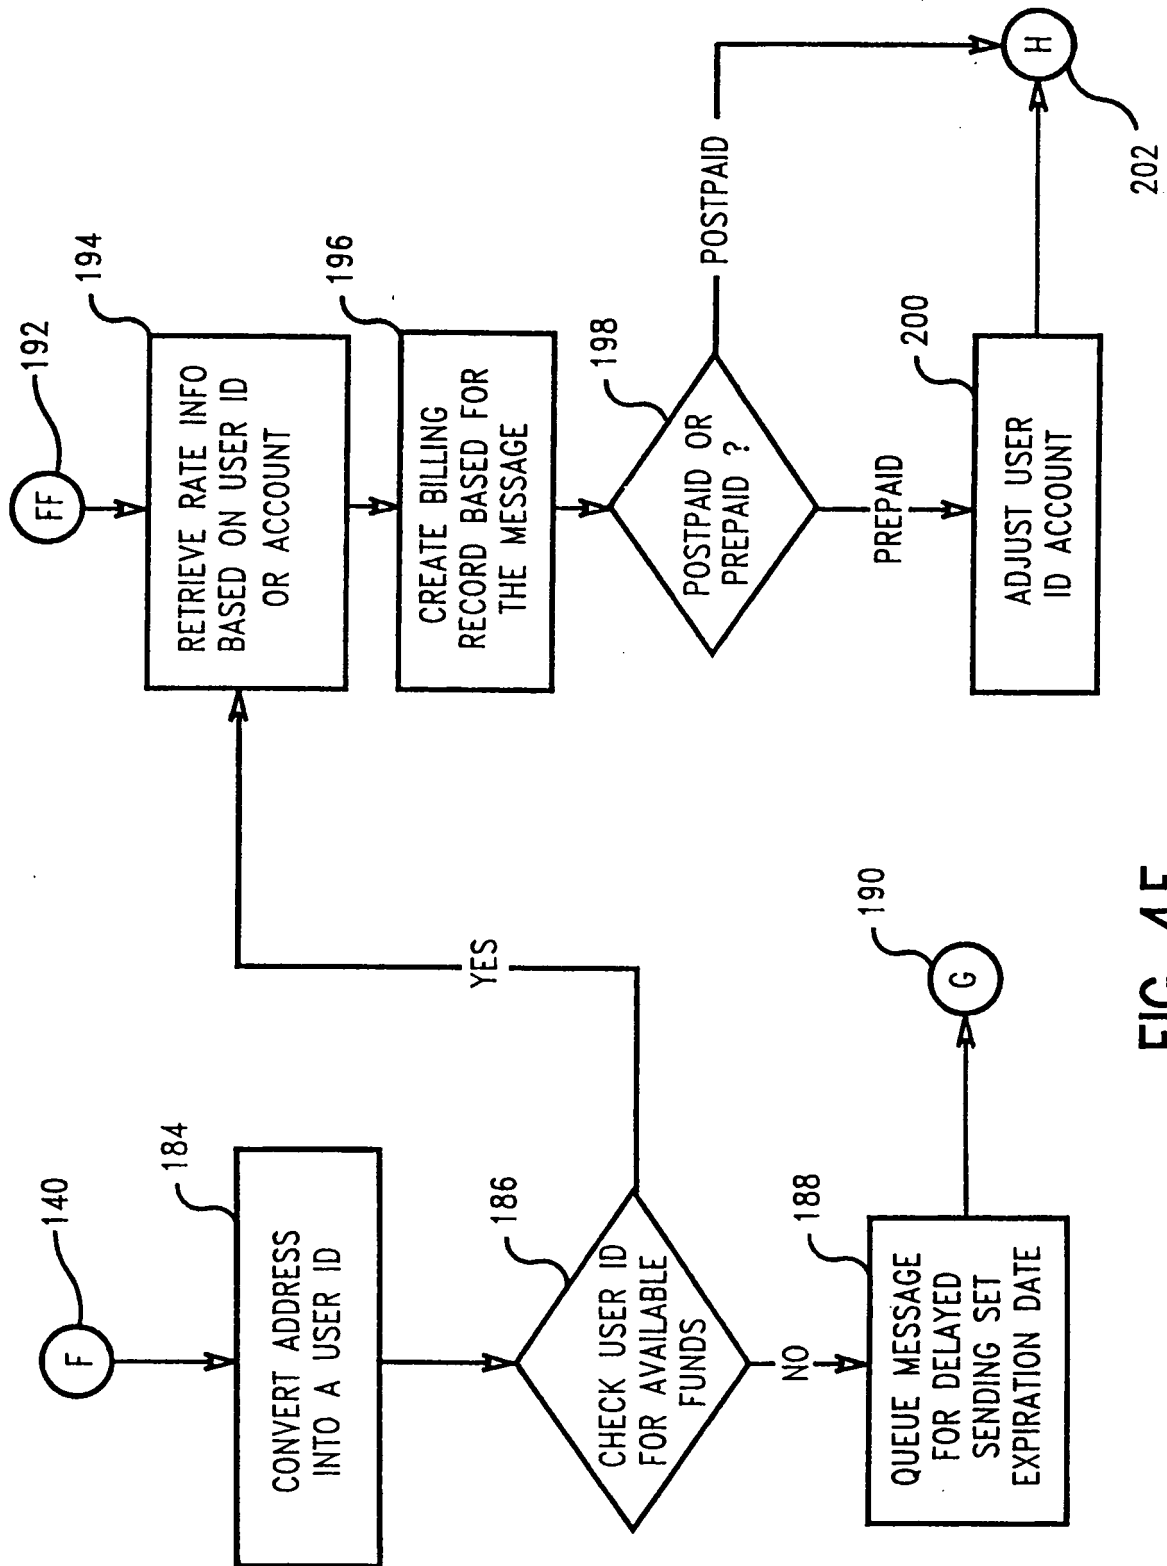 F
140
CONVERT ADDRESS
INTO A USER ID
184
CHECK USER ID
FOR AVAILABLE
FUNDS
186
YES
NO
QUEUE MESSAGE
FOR DELAYED
SENDING SET
EXPIRATION DATE
188
G
190
FF
192
RETRIEVE RATE INFO
BASED ON USER ID
OR ACCOUNT
194
CREATE BILLING
RECORD BASED FOR
THE MESSAGE
196
POSTPAID OR
PREPAID ?
198
POSTPAID
PREPAID
ADJUST USER
ID ACCOUNT
200
H
202